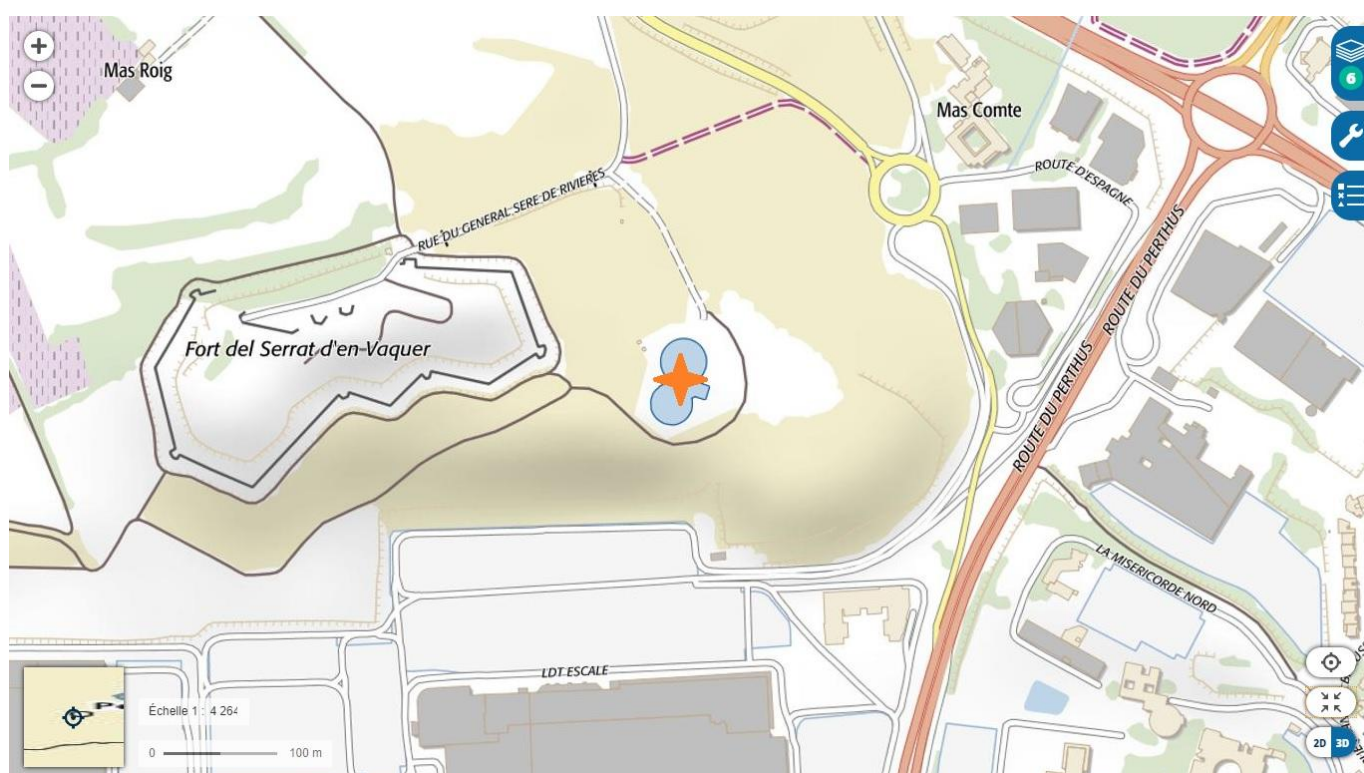 +
Mas Roig
−
Mas Comte
6
ROUTE D'ESPAGNE
RUE DU GENERAL SERE DE RIVIERES
ROUTE DU PERTHUS
Fort del Serrat d'en Vaquer
ROUTE DU PERTHUS
LA MISERICORDE NORD
LDT ESCALE
Échelle 1 : 4 264
0 100 m
2D 3D